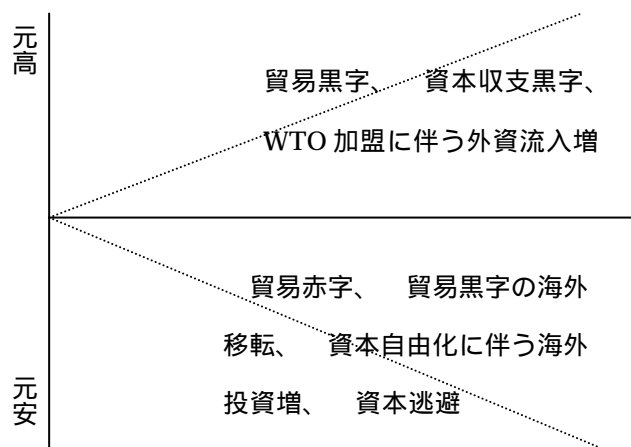 元高
貿易黒字、　資本収支黒字、
WTO 加盟に伴う外資流入増
貿易赤字、　貿易黒字の海外
移転、　資本自由化に伴う海外
投資増、　資本逃避
元安